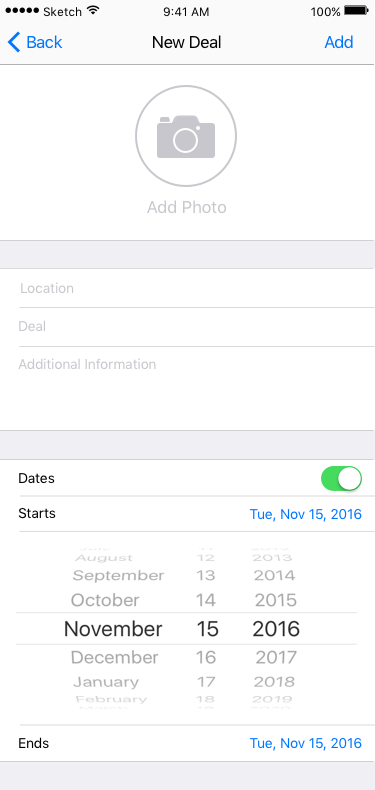 Sketch 9:41 AM 100%
Back New Deal Add
Add Photo
Location
Deal
Additional Information
Dates
Starts Tue, Nov 15, 2016
August 12 2013
September 13 2014
October 14 2015
November 15 2016
December 16 2017
January 17 2018
February 18 2019
Ends Tue, Nov 15, 2016